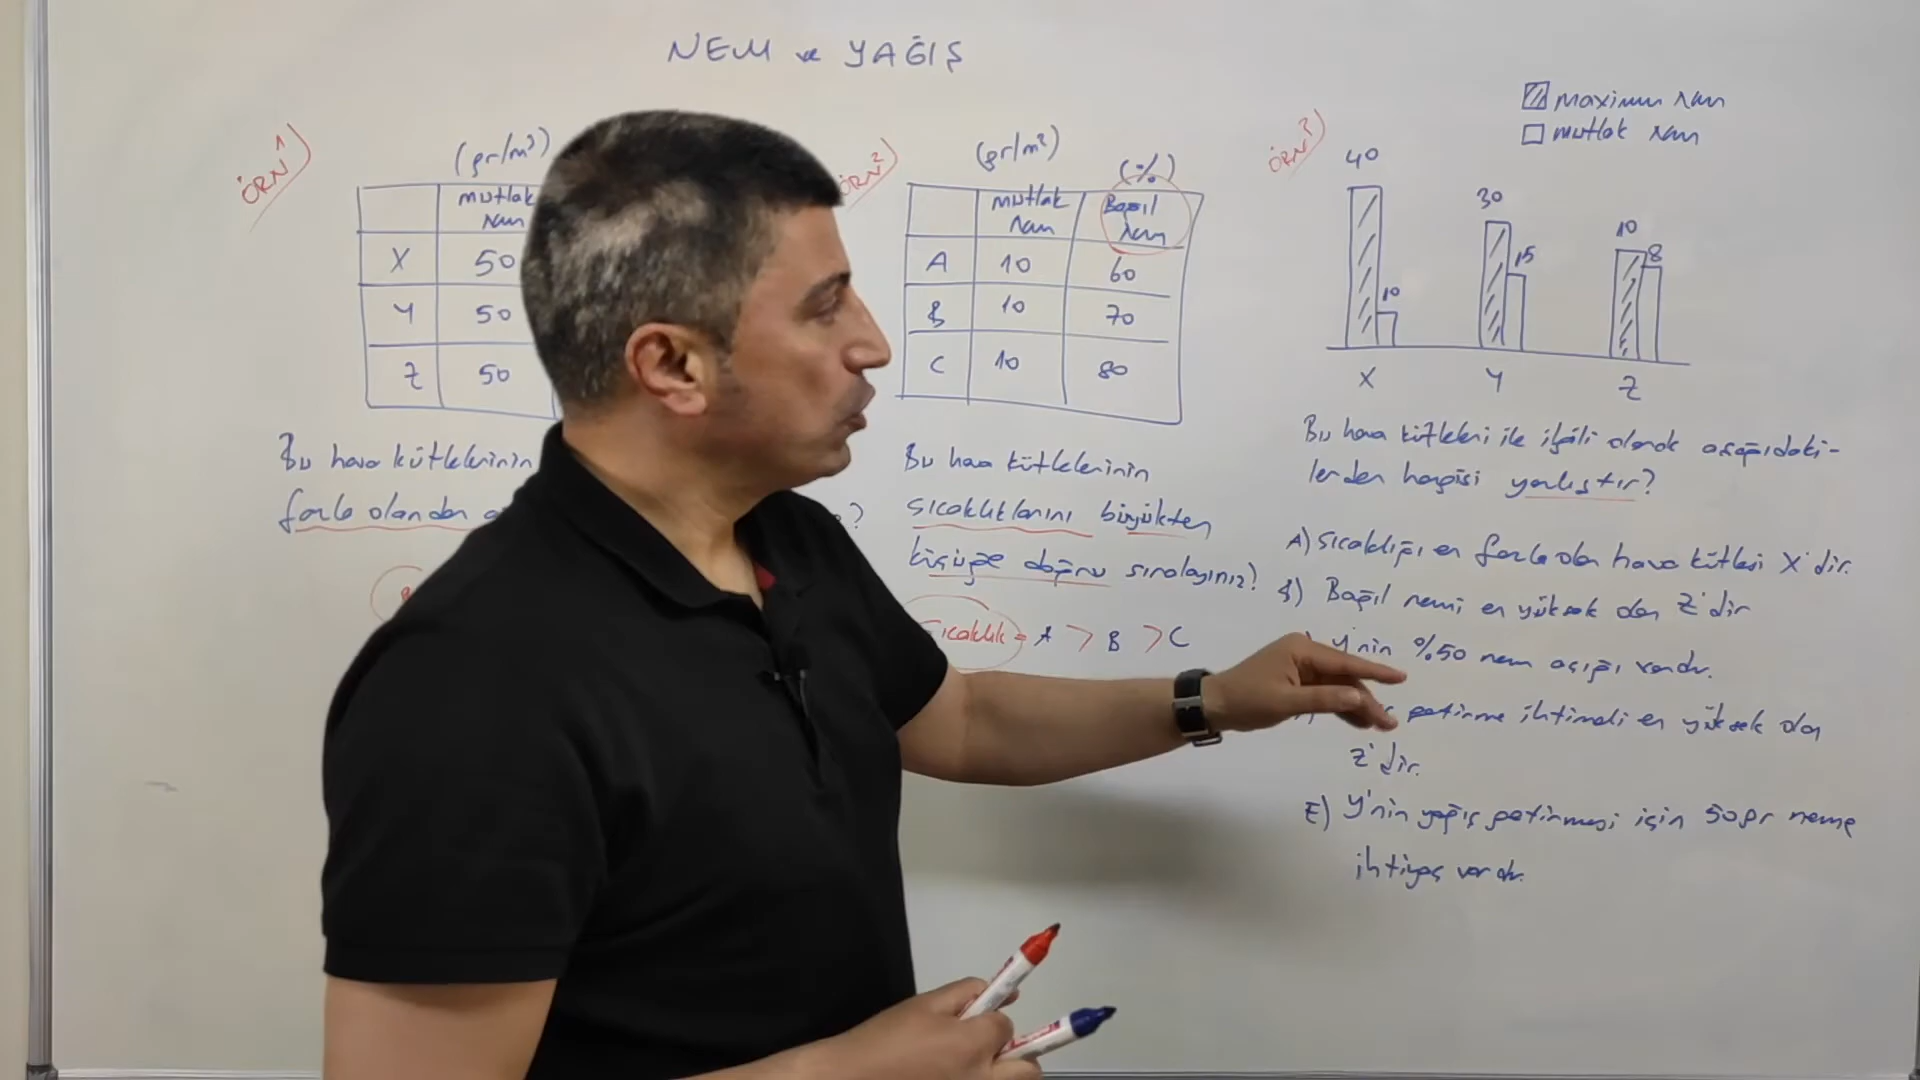 NEM ve YAĞIŞ
ÖRN 1
(gr/m³)
mutlak
nem
X 50
Y 50
Z 50
Bu hava kütlelerinin
fazla olandan
?
ÖRN 2
(gr/m³) (%)
mutlak Bağıl
nem nem
A 10 60
B 10 70
C 10 80
Bu hava kütlelerinin
sıcaklıklarını büyükten
küçüğe doğru sıralayınız?
Sıcaklık = A > B > C
ÖRN 3
maximum nem
mutlak nem
40 10 30 15 10 8
X Y Z
Bu hava kütleleri ile ilgili olarak aşağıdaki-
lerden hangisi yanlıştır?
A) Sıcaklığı en fazla olan hava kütlesi X'dir.
B) Bağıl nemi en yüksek olan Z'dir
Y'nin %50 nem açığı vardır.
getirme ihtimali en yüksek olan
Z'dir.
E) Y'nin yağış getirmesi için 50gr neme
ihtiyaç vardır.